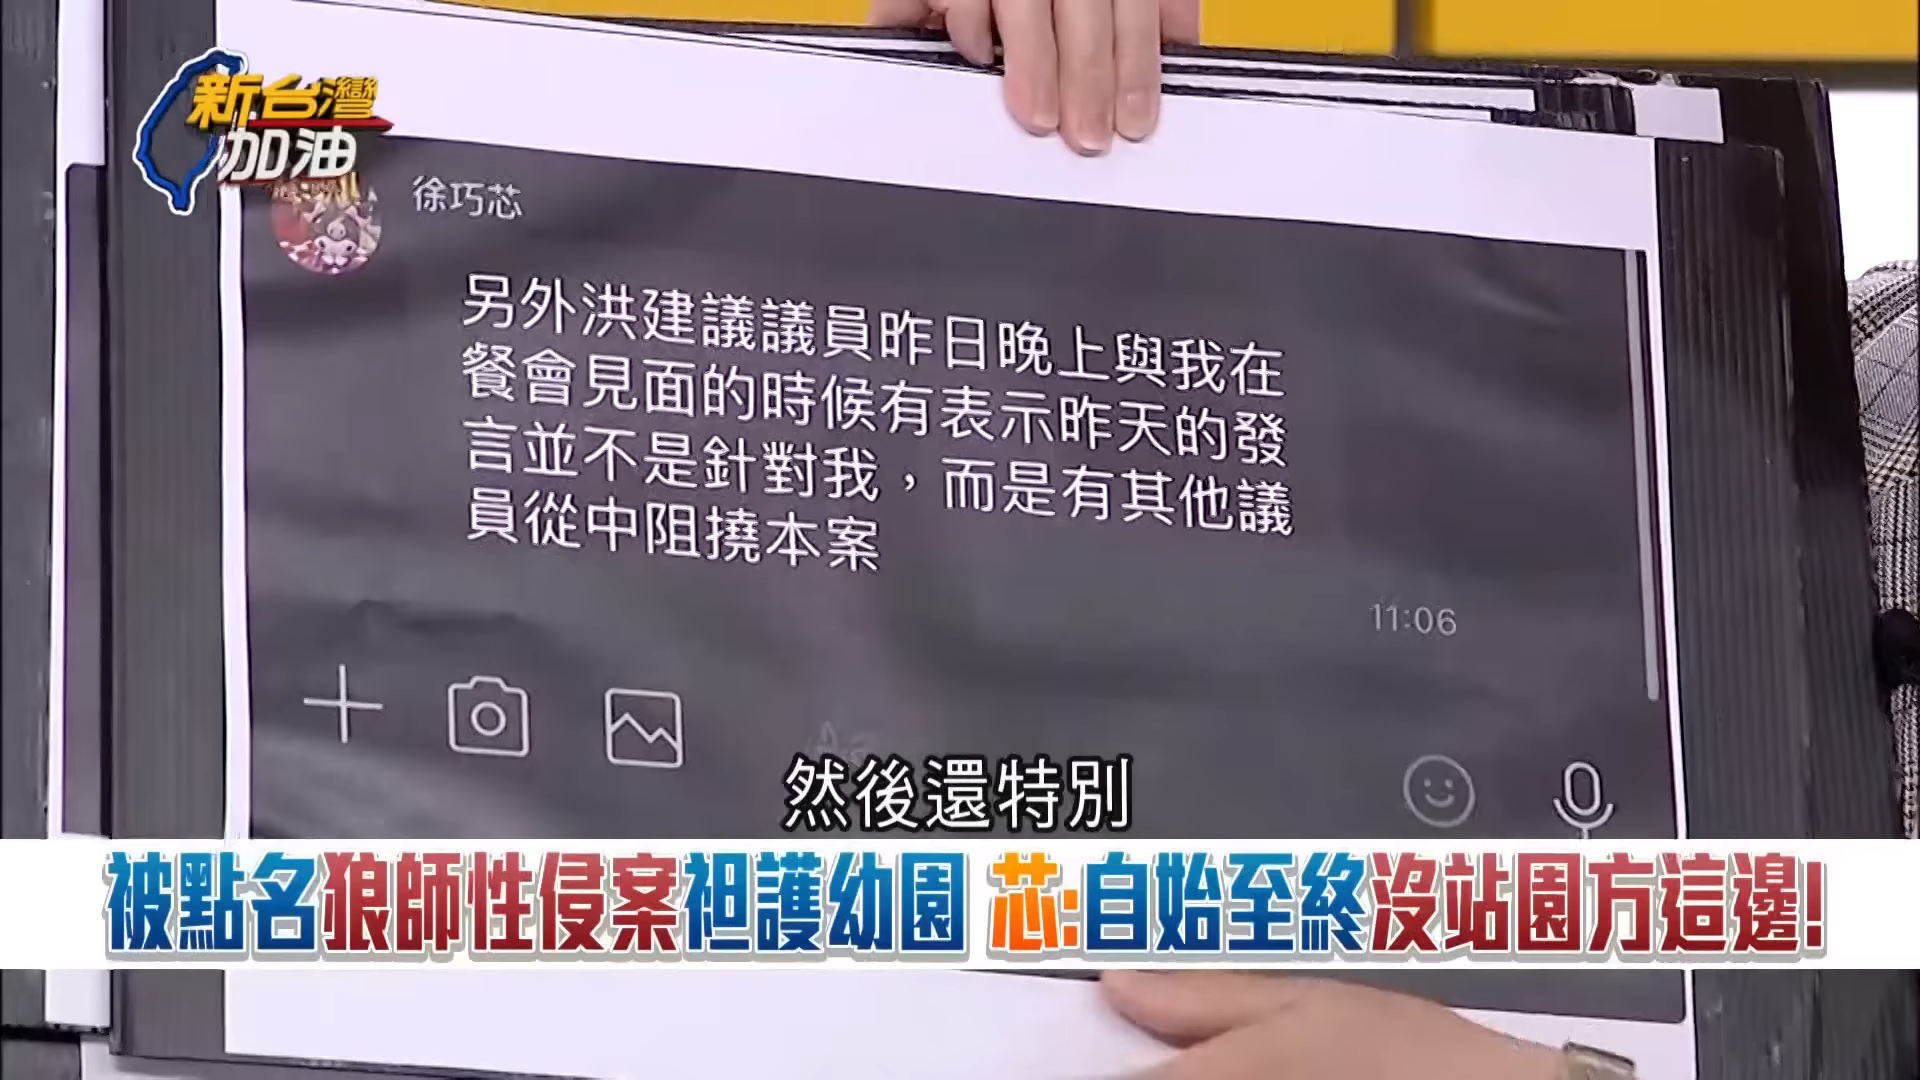 新台灣
加油
徐巧芯
另外洪建議議員昨日晚上與我在
餐會見面的時候有表示昨天的發
言並不是針對我，而是有其他議
員從中阻撓本案
11:06
然後還特別
被點名狼師性侵案袒護幼園 芯:自始至終沒站園方這邊!